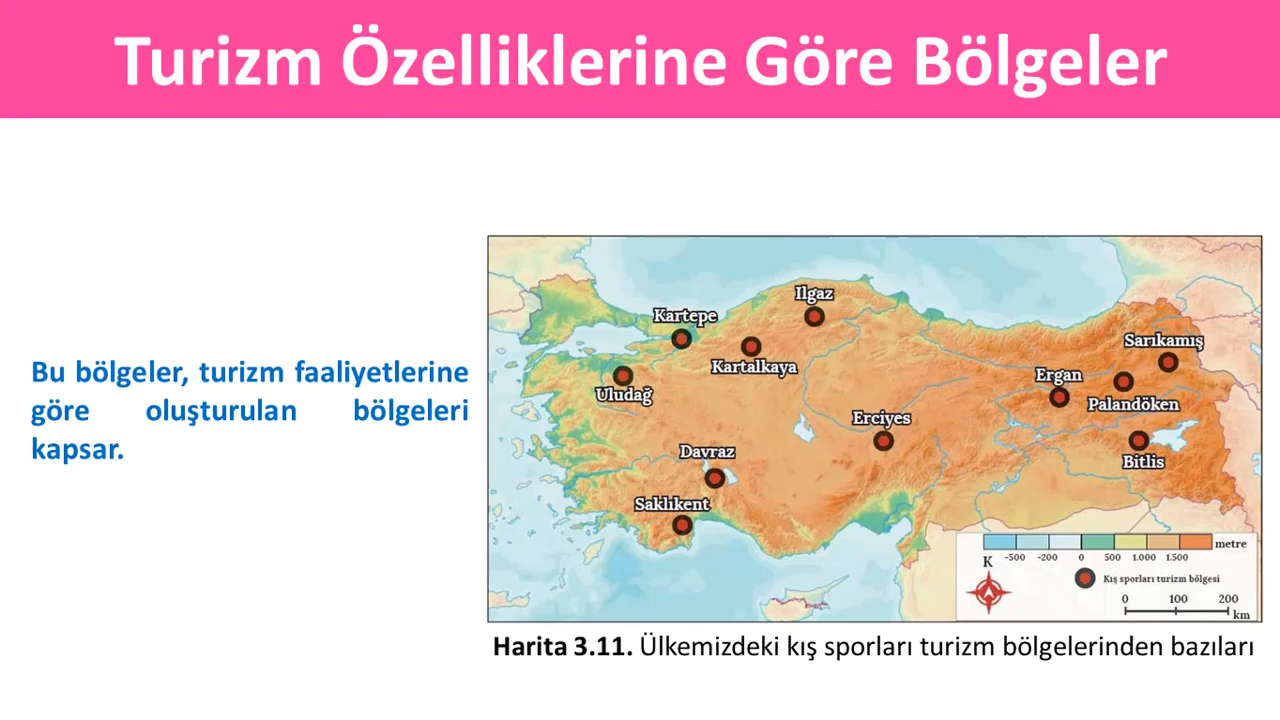 Turizm Özelliklerine Göre Bölgeler
Bu bölgeler, turizm faaliyetlerine
göre oluşturulan bölgeleri
kapsar.
Ilgaz
Kartepe
Kartalkaya
Uludağ
Sarıkamış
Ergan
Palandöken
Erciyes
Bitlis
Davraz
Saklıkent
-500 -200 0 500 1.000 1.500 metre
K
Kış sporları turizm bölgesi
0 100 200
km
Harita 3.11. Ülkemizdeki kış sporları turizm bölgelerinden bazıları